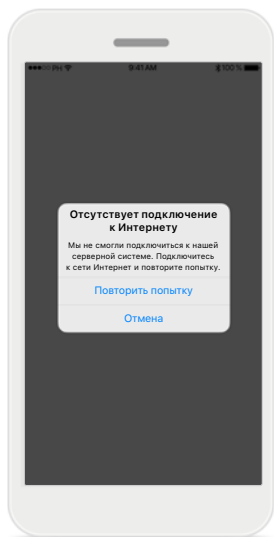 PH 9:41 AM 100 %
Отсутствует подключение
к Интернету
Мы не смогли подключиться к нашей
серверной системе. Подключитесь
к сети Интернет и повторите попытку.
Повторить попытку
Отмена